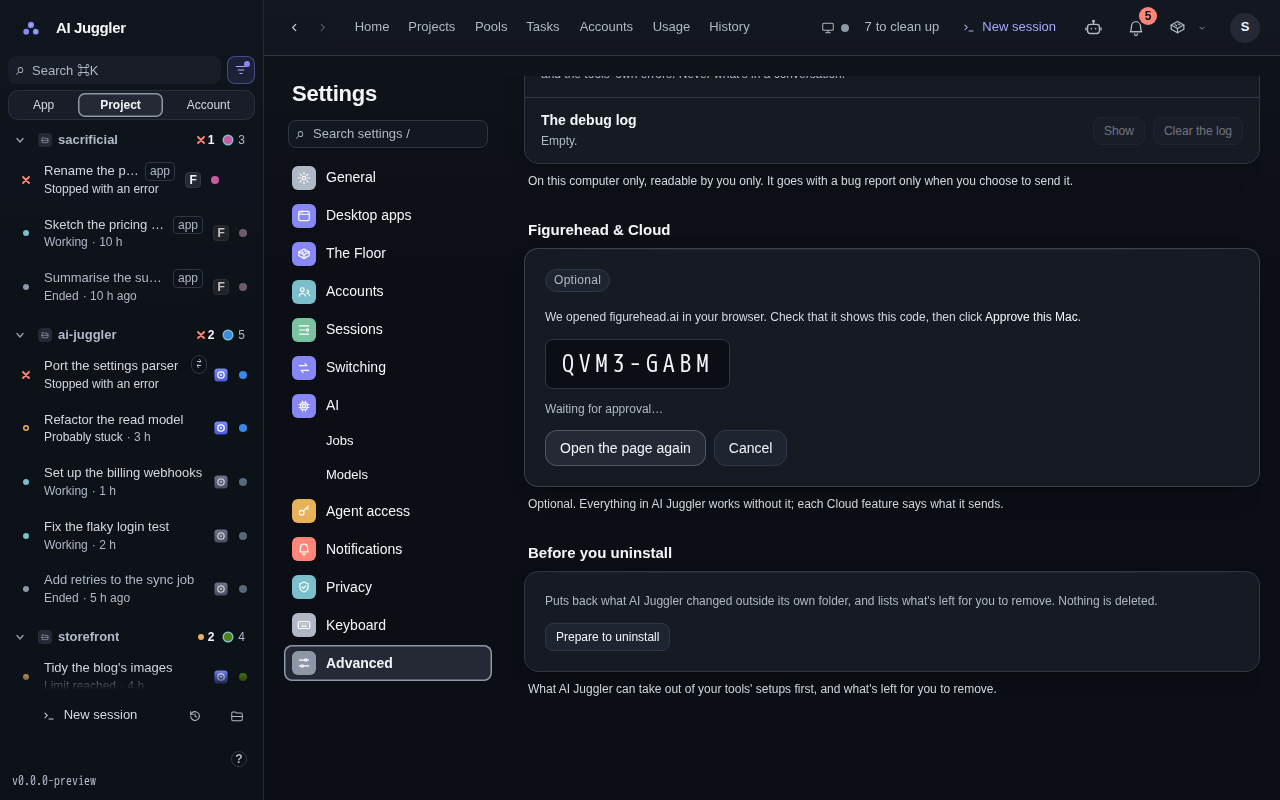 AI Juggler
Search ⌘K
App Project Account
sacrificial 1 3
Rename the p… app
Stopped with an error
F
Sketch the pricing … app
Working · 10 h
F
Summarise the su… app
Ended · 10 h ago
F
ai-juggler 2 5
Port the settings parser
Stopped with an error
Refactor the read model
Probably stuck · 3 h
Set up the billing webhooks
Working · 1 h
Fix the flaky login test
Working · 2 h
Add retries to the sync job
Ended · 5 h ago
storefront 2 4
Tidy the blog's images
Limit reached · 4 h
New session
?
v0.0.0-preview
Home Projects Pools Tasks Accounts Usage History
7 to clean up
New session
5
S
Settings
Search settings /
General
Desktop apps
The Floor
Accounts
Sessions
Switching
AI
Jobs
Models
Agent access
Notifications
Privacy
Keyboard
Advanced
and the tools' own errors. Never what's in a conversation.
The debug log
Empty.
Show Clear the log
On this computer only, readable by you only. It goes with a bug report only when you choose to send it.
Figurehead & Cloud
Optional
We opened figurehead.ai in your browser. Check that it shows this code, then click Approve this Mac.
QVM3-GABM
Waiting for approval…
Open the page again Cancel
Optional. Everything in AI Juggler works without it; each Cloud feature says what it sends.
Before you uninstall
Puts back what AI Juggler changed outside its own folder, and lists what's left for you to remove. Nothing is deleted.
Prepare to uninstall
What AI Juggler can take out of your tools' setups first, and what's left for you to remove.